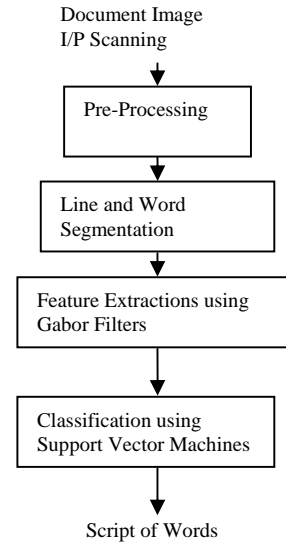 Document Image
I/P Scanning
Pre-Processing
Line and Word
Segmentation
Feature Extractions using
Gabor Filters
Classification using
Support Vector Machines
Script of Words